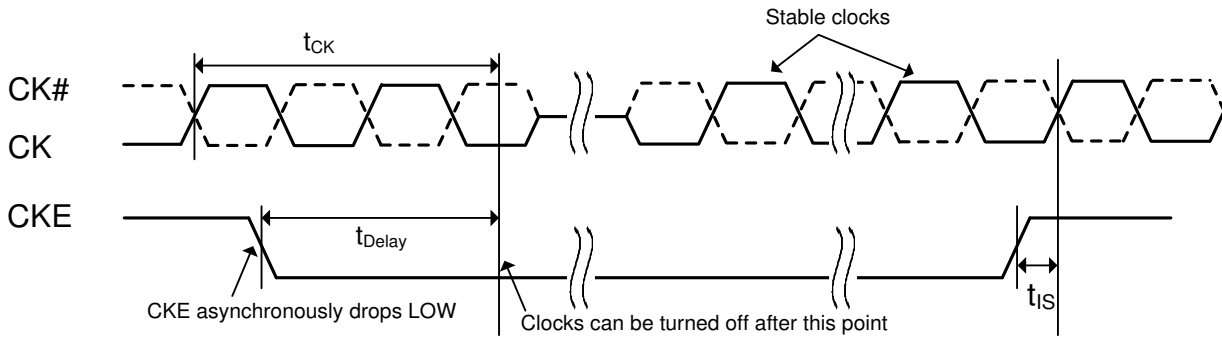 Stable clocks
tCK
CK#
CK
CKE
tDelay
tIS
CKE asynchronously drops LOW
Clocks can be turned off after this point